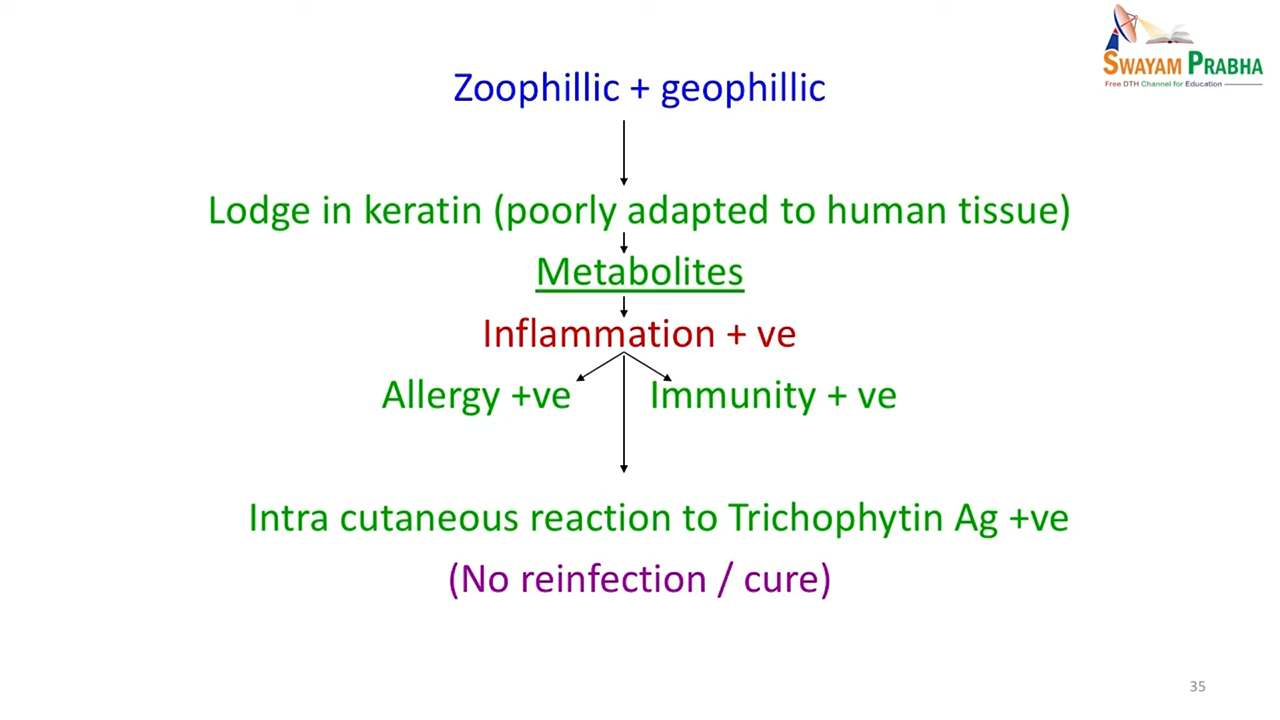 SWAYAM PRABHA
Free DTH Channel for Education
Zoophillic + geophillic
Lodge in keratin (poorly adapted to human tissue)
Metabolites
Inflammation + ve
Allergy +ve Immunity + ve
Intra cutaneous reaction to Trichophytin Ag +ve
(No reinfection / cure)
35